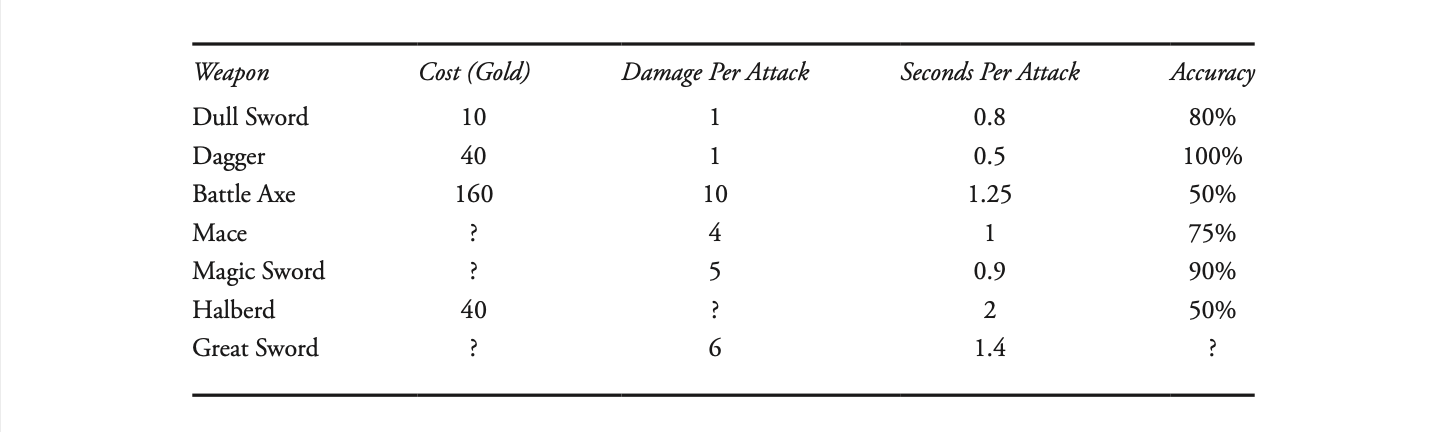 Weapon Cost (Gold) Damage Per Attack Seconds Per Attack Accuracy
Dull Sword 10 1 0.8 80%
Dagger 40 1 0.5 100%
Battle Axe 160 10 1.25 50%
Mace ? 4 1 75%
Magic Sword ? 5 0.9 90%
Halberd 40 ? 2 50%
Great Sword ? 6 1.4 ?